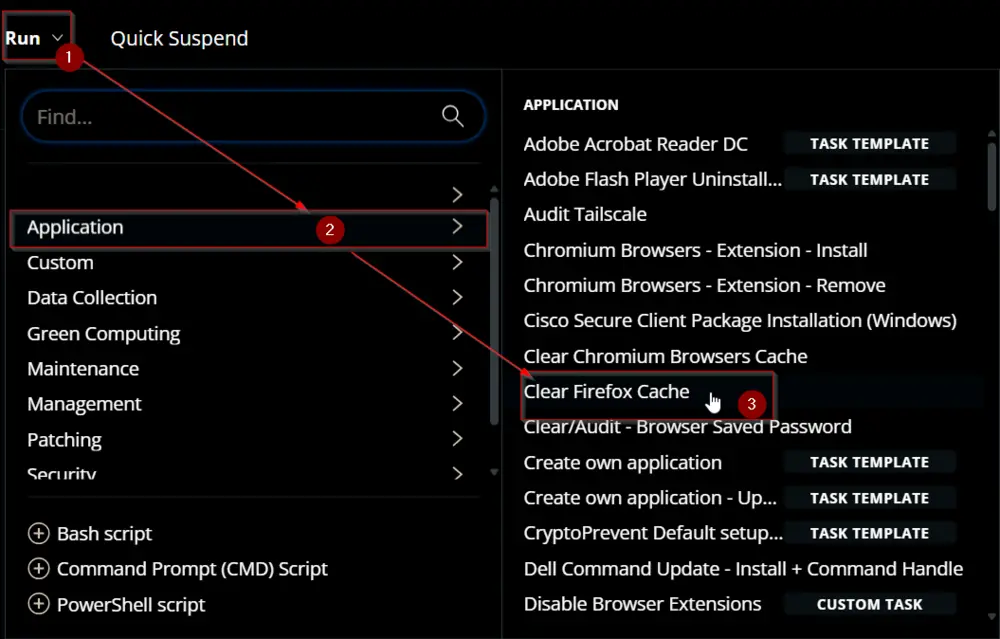 Run
Quick Suspend
1
Find...
2
Application
Custom
Data Collection
Green Computing
Maintenance
Management
Patching
Security
Bash script
Command Prompt (CMD) Script
PowerShell script
APPLICATION
Adobe Acrobat Reader DC TASK TEMPLATE
Adobe Flash Player Uninstall... TASK TEMPLATE
Audit Tailscale
Chromium Browsers - Extension - Install
Chromium Browsers - Extension - Remove
Cisco Secure Client Package Installation (Windows)
Clear Chromium Browsers Cache
Clear Firefox Cache 3
Clear/Audit - Browser Saved Password
Create own application TASK TEMPLATE
Create own application - Up... TASK TEMPLATE
CryptoPrevent Default setup... TASK TEMPLATE
Dell Command Update - Install + Command Handle
Disable Browser Extensions CUSTOM TASK